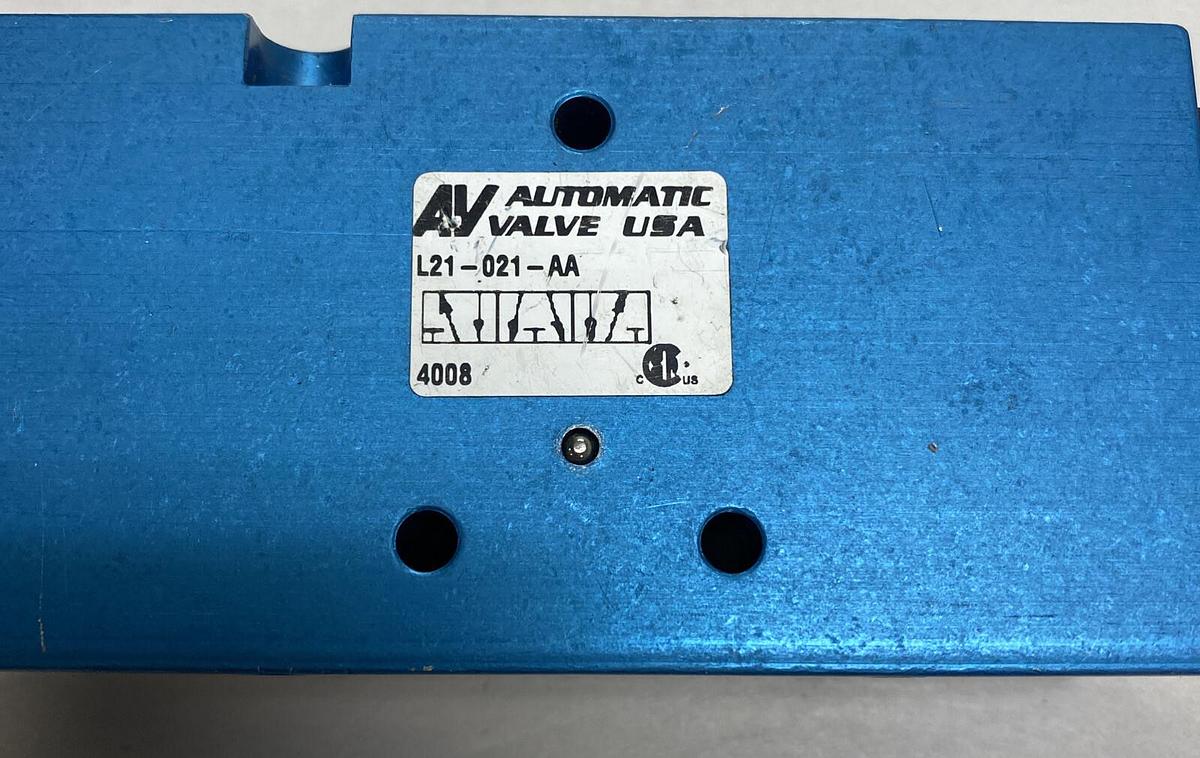 AV AUTOMATIC
VALVE USA
L21-021-AA
4008
C US